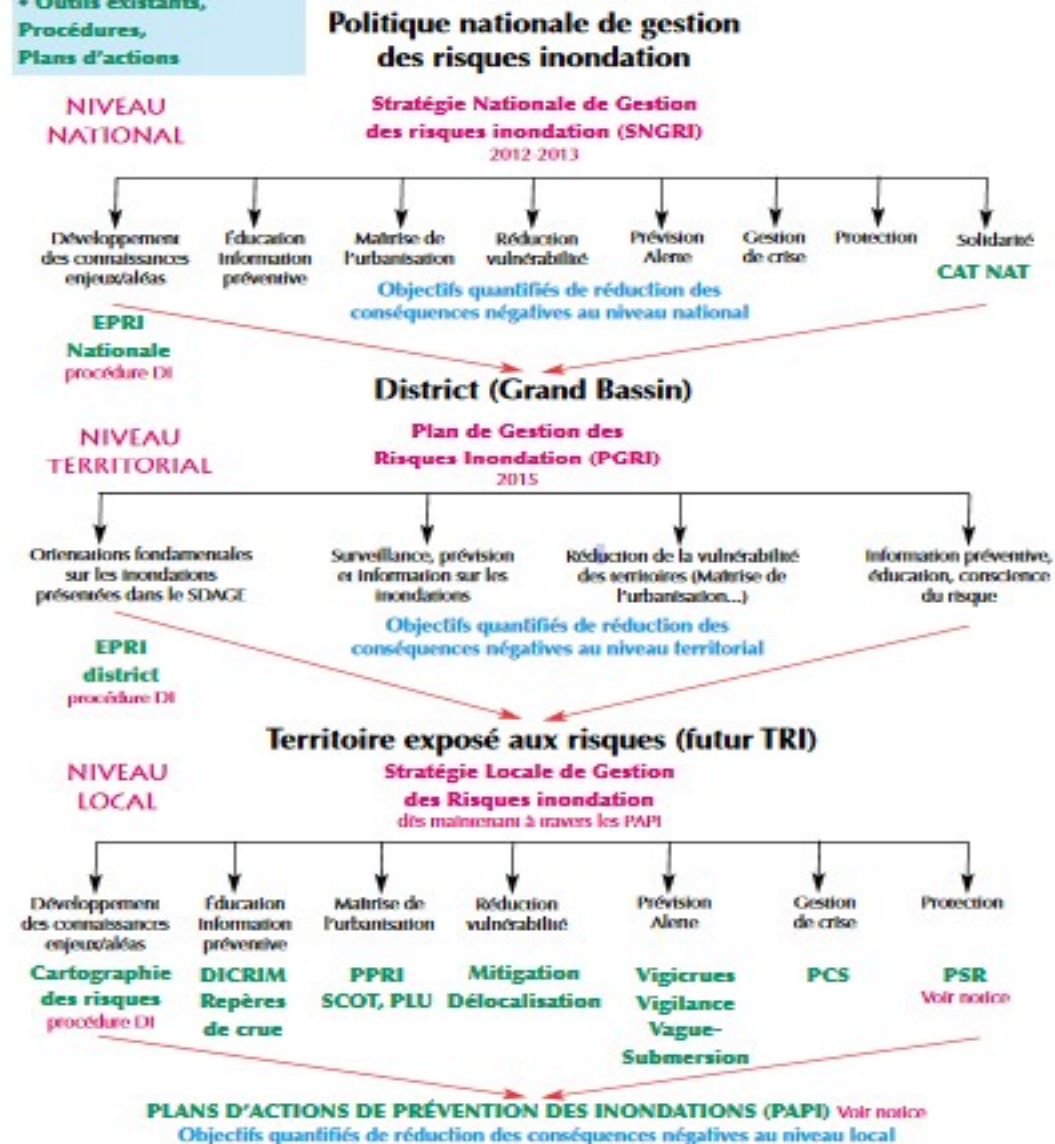 • Outils existants,
Procédures,
Plans d'actions
Politique nationale de gestion
des risques inondation
NIVEAU
NATIONAL
Stratégie Nationale de Gestion
des risques inondation (SNGRI)
2012-2013
Développement
des connaissances
enjeux/aléas
Éducation
Information
préventive
Maîtrise de
l'urbanisation
Réduction
vulnérabilité
Prévision
Alerte
Gestion
de crise
Protection
Solidarité
CAT NAT
Objectifs quantifiés de réduction des
conséquences négatives au niveau national
EPRI
Nationale
procédure DI
District (Grand Bassin)
NIVEAU
TERRITORIAL
Plan de Gestion des
Risques Inondation (PGRI)
2015
Orientations fondamentales
sur les inondations
présentées dans le SDAGE
Surveillance, prévision
et information sur les
inondations
Réduction de la vulnérabilité
des territoires (Maîtrise de
l'urbanisation...)
Information préventive,
éducation, conscience
du risque
Objectifs quantifiés de réduction des
conséquences négatives au niveau territorial
EPRI
district
procédure DI
Territoire exposé aux risques (futur TRI)
NIVEAU
LOCAL
Stratégie Locale de Gestion
des Risques inondation
dès maintenant à travers les PAPI
Développement
des connaissances
enjeux/aléas
Cartographie
des risques
procédure DI
Éducation
Information
préventive
DICRIM
Repères
de crue
Maîtrise de
l'urbanisation
PPRI
SCOT, PLU
Réduction
vulnérabilité
Mitigation
Délocalisation
Prévision
Alerte
Vigicrues
Vigilance
Vague-
Submersion
Gestion
de crise
PCS
Protection
PSR
Voir notice
PLANS D'ACTIONS DE PRÉVENTION DES INONDATIONS (PAPI) Voir notice
Objectifs quantifiés de réduction des conséquences négatives au niveau local